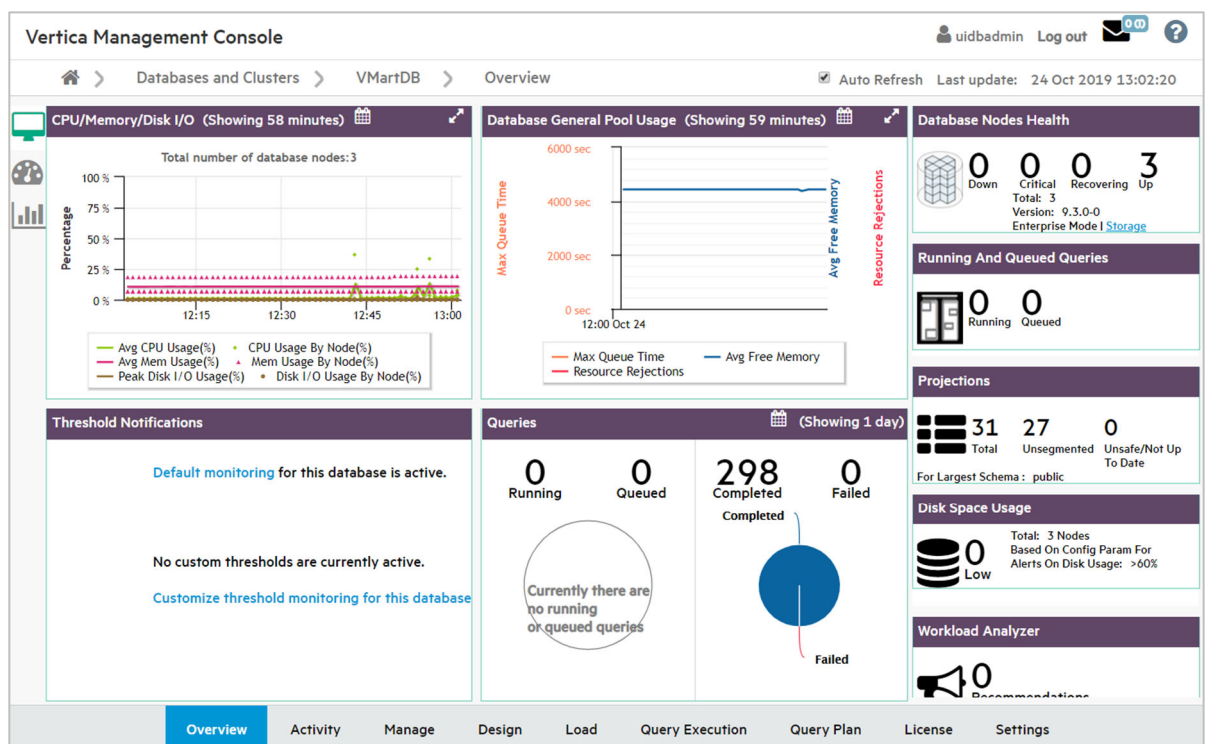 Vertica Management Console
uidbadmin Log out
Databases and Clusters
VMartDB
Overview
Auto Refresh Last update: 24 Oct 2019 13:02:20
CPU/Memory/Disk I/O (Showing 58 minutes)
Total number of database nodes:3
Percentage
100 %
75 %
50 %
25 %
0 %
12:15
12:30
12:45
13:00
Avg CPU Usage(%) CPU Usage By Node(%)
Avg Mem Usage(%) Mem Usage By Node(%)
Peak Disk I/O Usage(%) Disk I/O Usage By Node(%)
Database General Pool Usage (Showing 59 minutes)
Max Queue Time
6000 sec
4000 sec
2000 sec
0 sec
12:00 Oct 24
Avg Free Memory
Resource Rejections
Max Queue Time Avg Free Memory
Resource Rejections
Database Nodes Health
0 0 0 3
Down Critical Recovering Up
Total: 3
Version: 9.3.0-0
Enterprise Mode | Storage
Running And Queued Queries
0 0
Running Queued
Projections
31 27 0
Total Unsegmented Unsafe/Not Up
To Date
For Largest Schema : public
Threshold Notifications
Default monitoring for this database is active.
No custom thresholds are currently active.
Customize threshold monitoring for this database
Queries
(Showing 1 day)
0 0 298 0
Running Queued Completed Failed
Currently there are
no running
or queued queries
Completed
Failed
Disk Space Usage
0
Low
Total: 3 Nodes
Based On Config Param For
Alerts On Disk Usage: >60%
Workload Analyzer
0
Recommendations
Overview Activity Manage Design Load Query Execution Query Plan License Settings